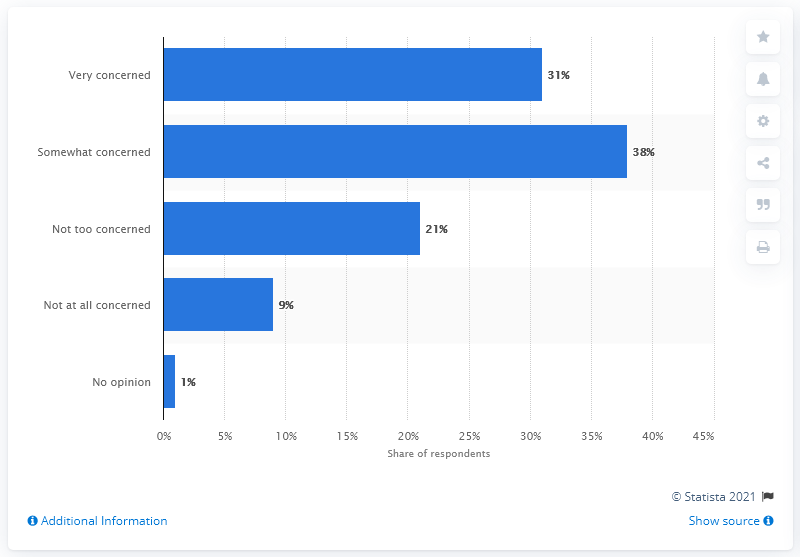 Very concerned 31%
Somewhat concerned 38%
Not too concerned 21%
Not at all concerned 9%
No opinion 1%
0% 5% 10% 15% 20% 25% 30% 35% 40% 45%
Share of respondents
© Statista 2021
Additional Information Show source